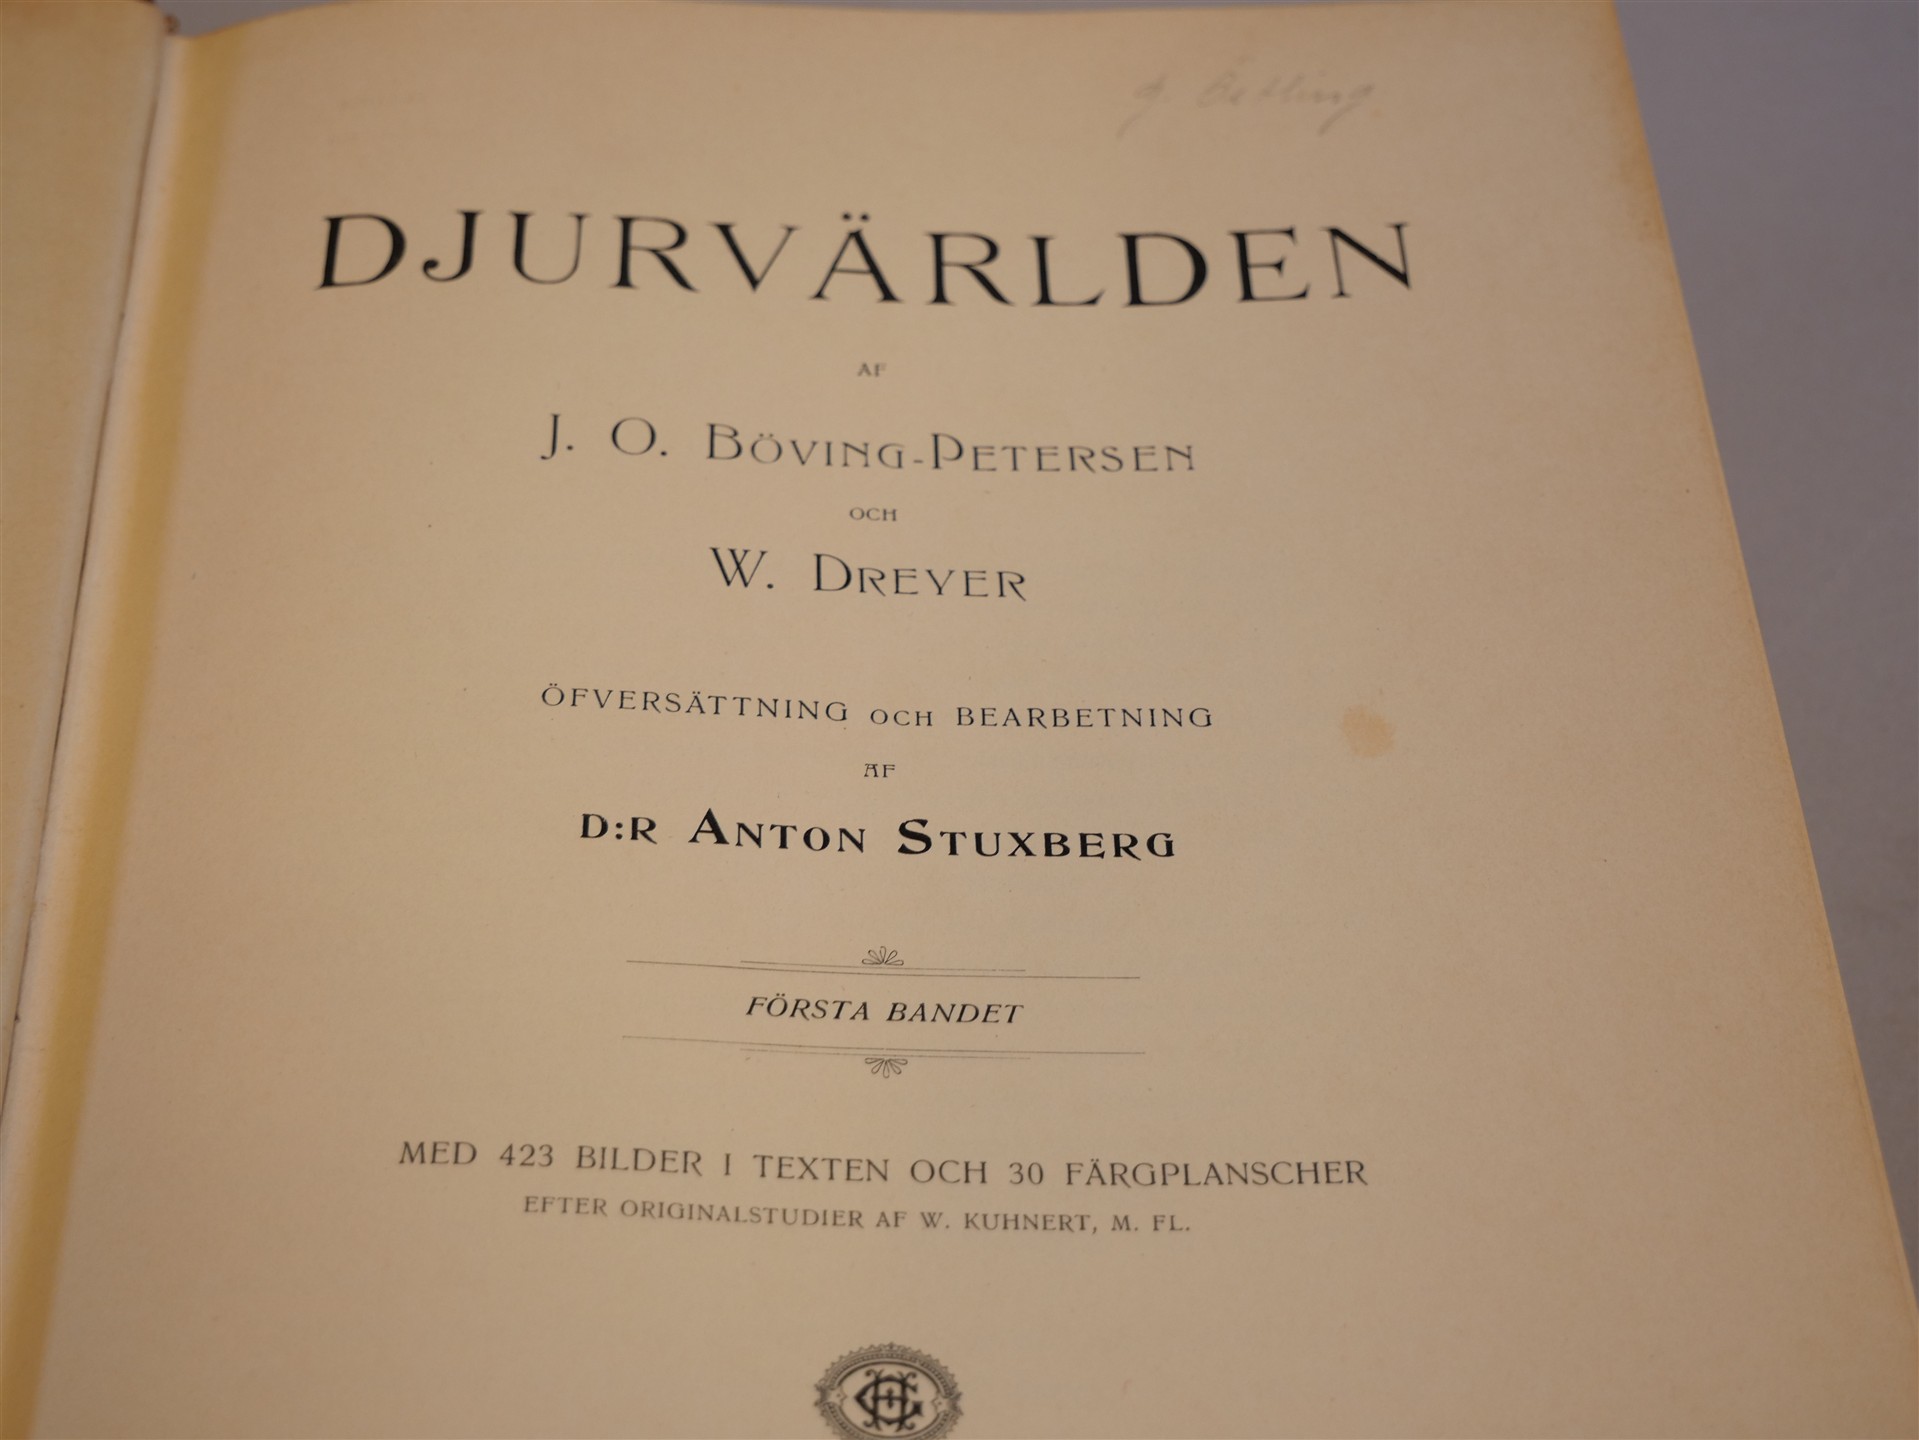 DJURVÄRLDEN
AF
J. O. BÖVING-PETERSEN
OCH
W. DREYER
ÖFVERSÄTTNING OCH BEARBETNING
AF
D:R ANTON STUXBERG
FÖRSTA BANDET
MED 423 BILDER I TEXTEN OCH 30 FÄRGPLANSCHER
EFTER ORIGINALSTUDIER AF W. KUHNERT, M. FL.